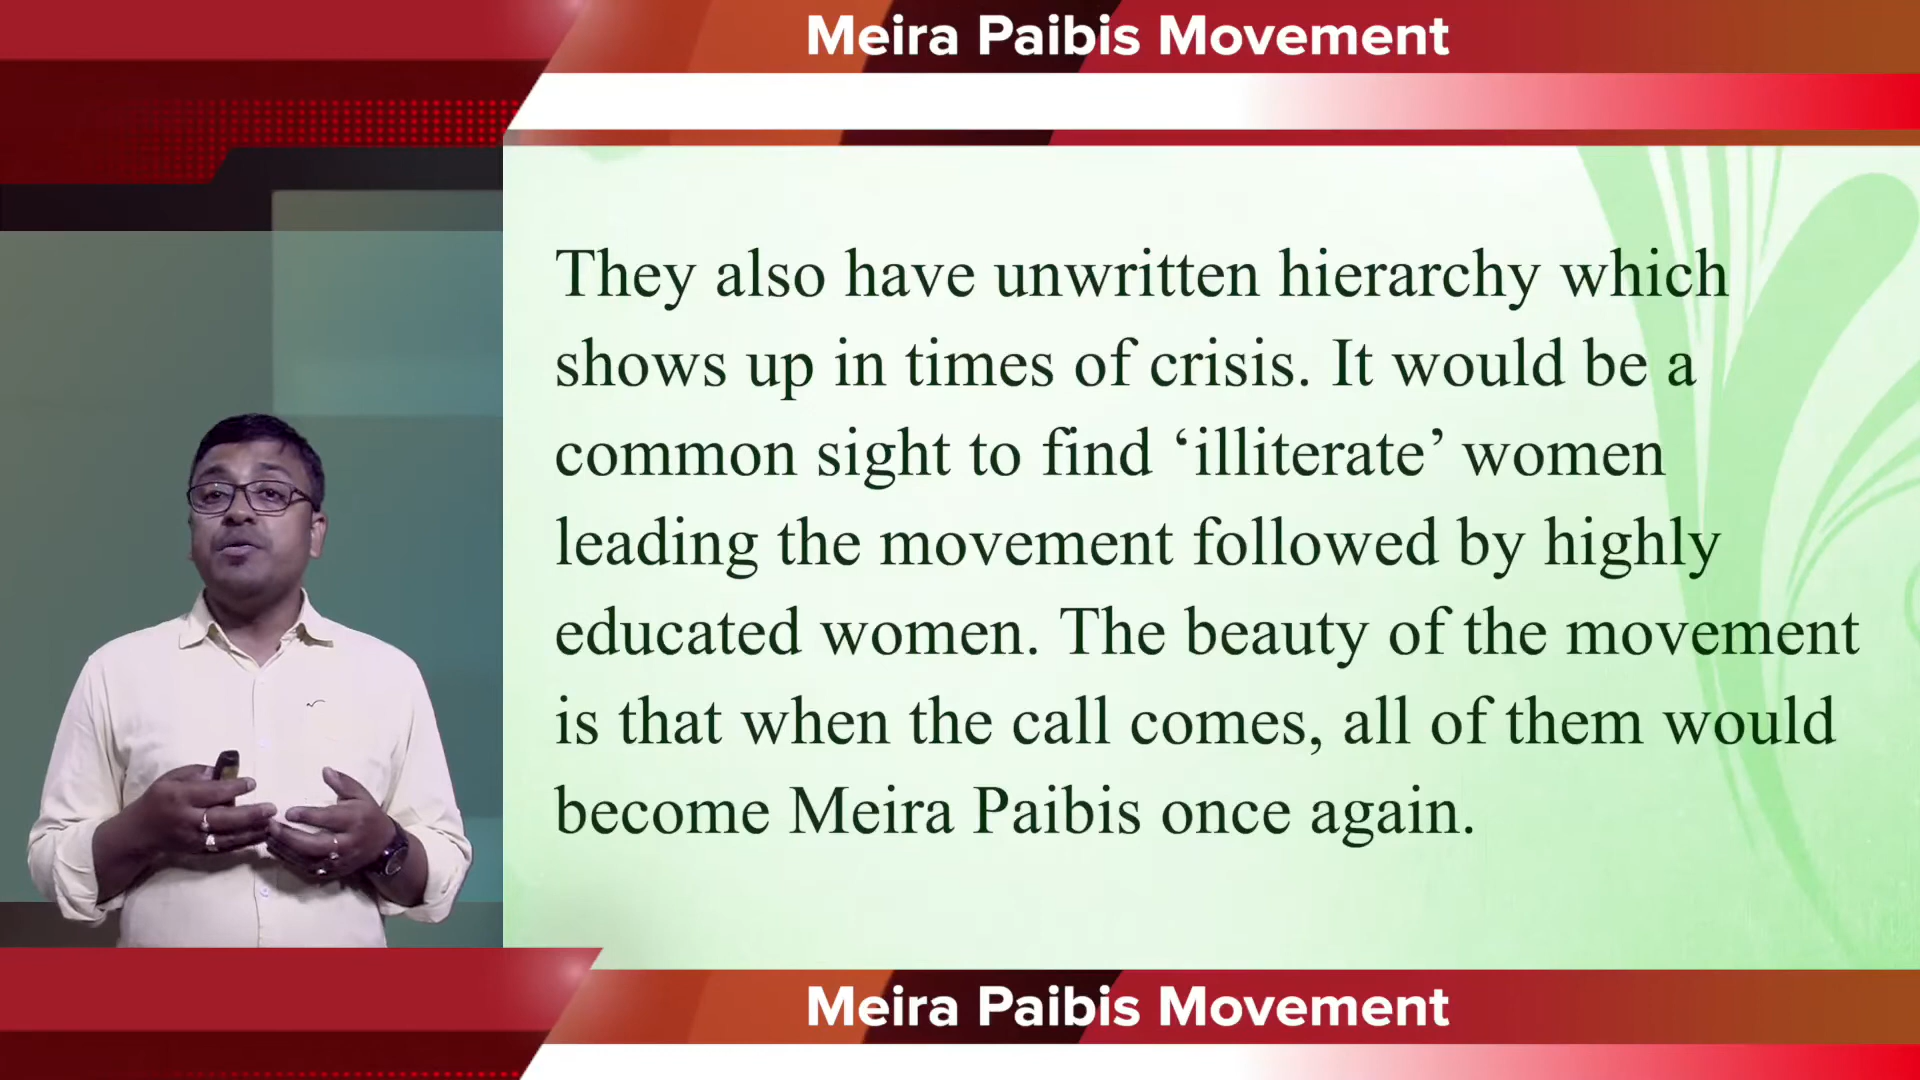 Meira Paibis Movement
They also have unwritten hierarchy which
shows up in times of crisis. It would be a
common sight to find ‘illiterate’ women
leading the movement followed by highly
educated women. The beauty of the movement
is that when the call comes, all of them would
become Meira Paibis once again.
Meira Paibis Movement